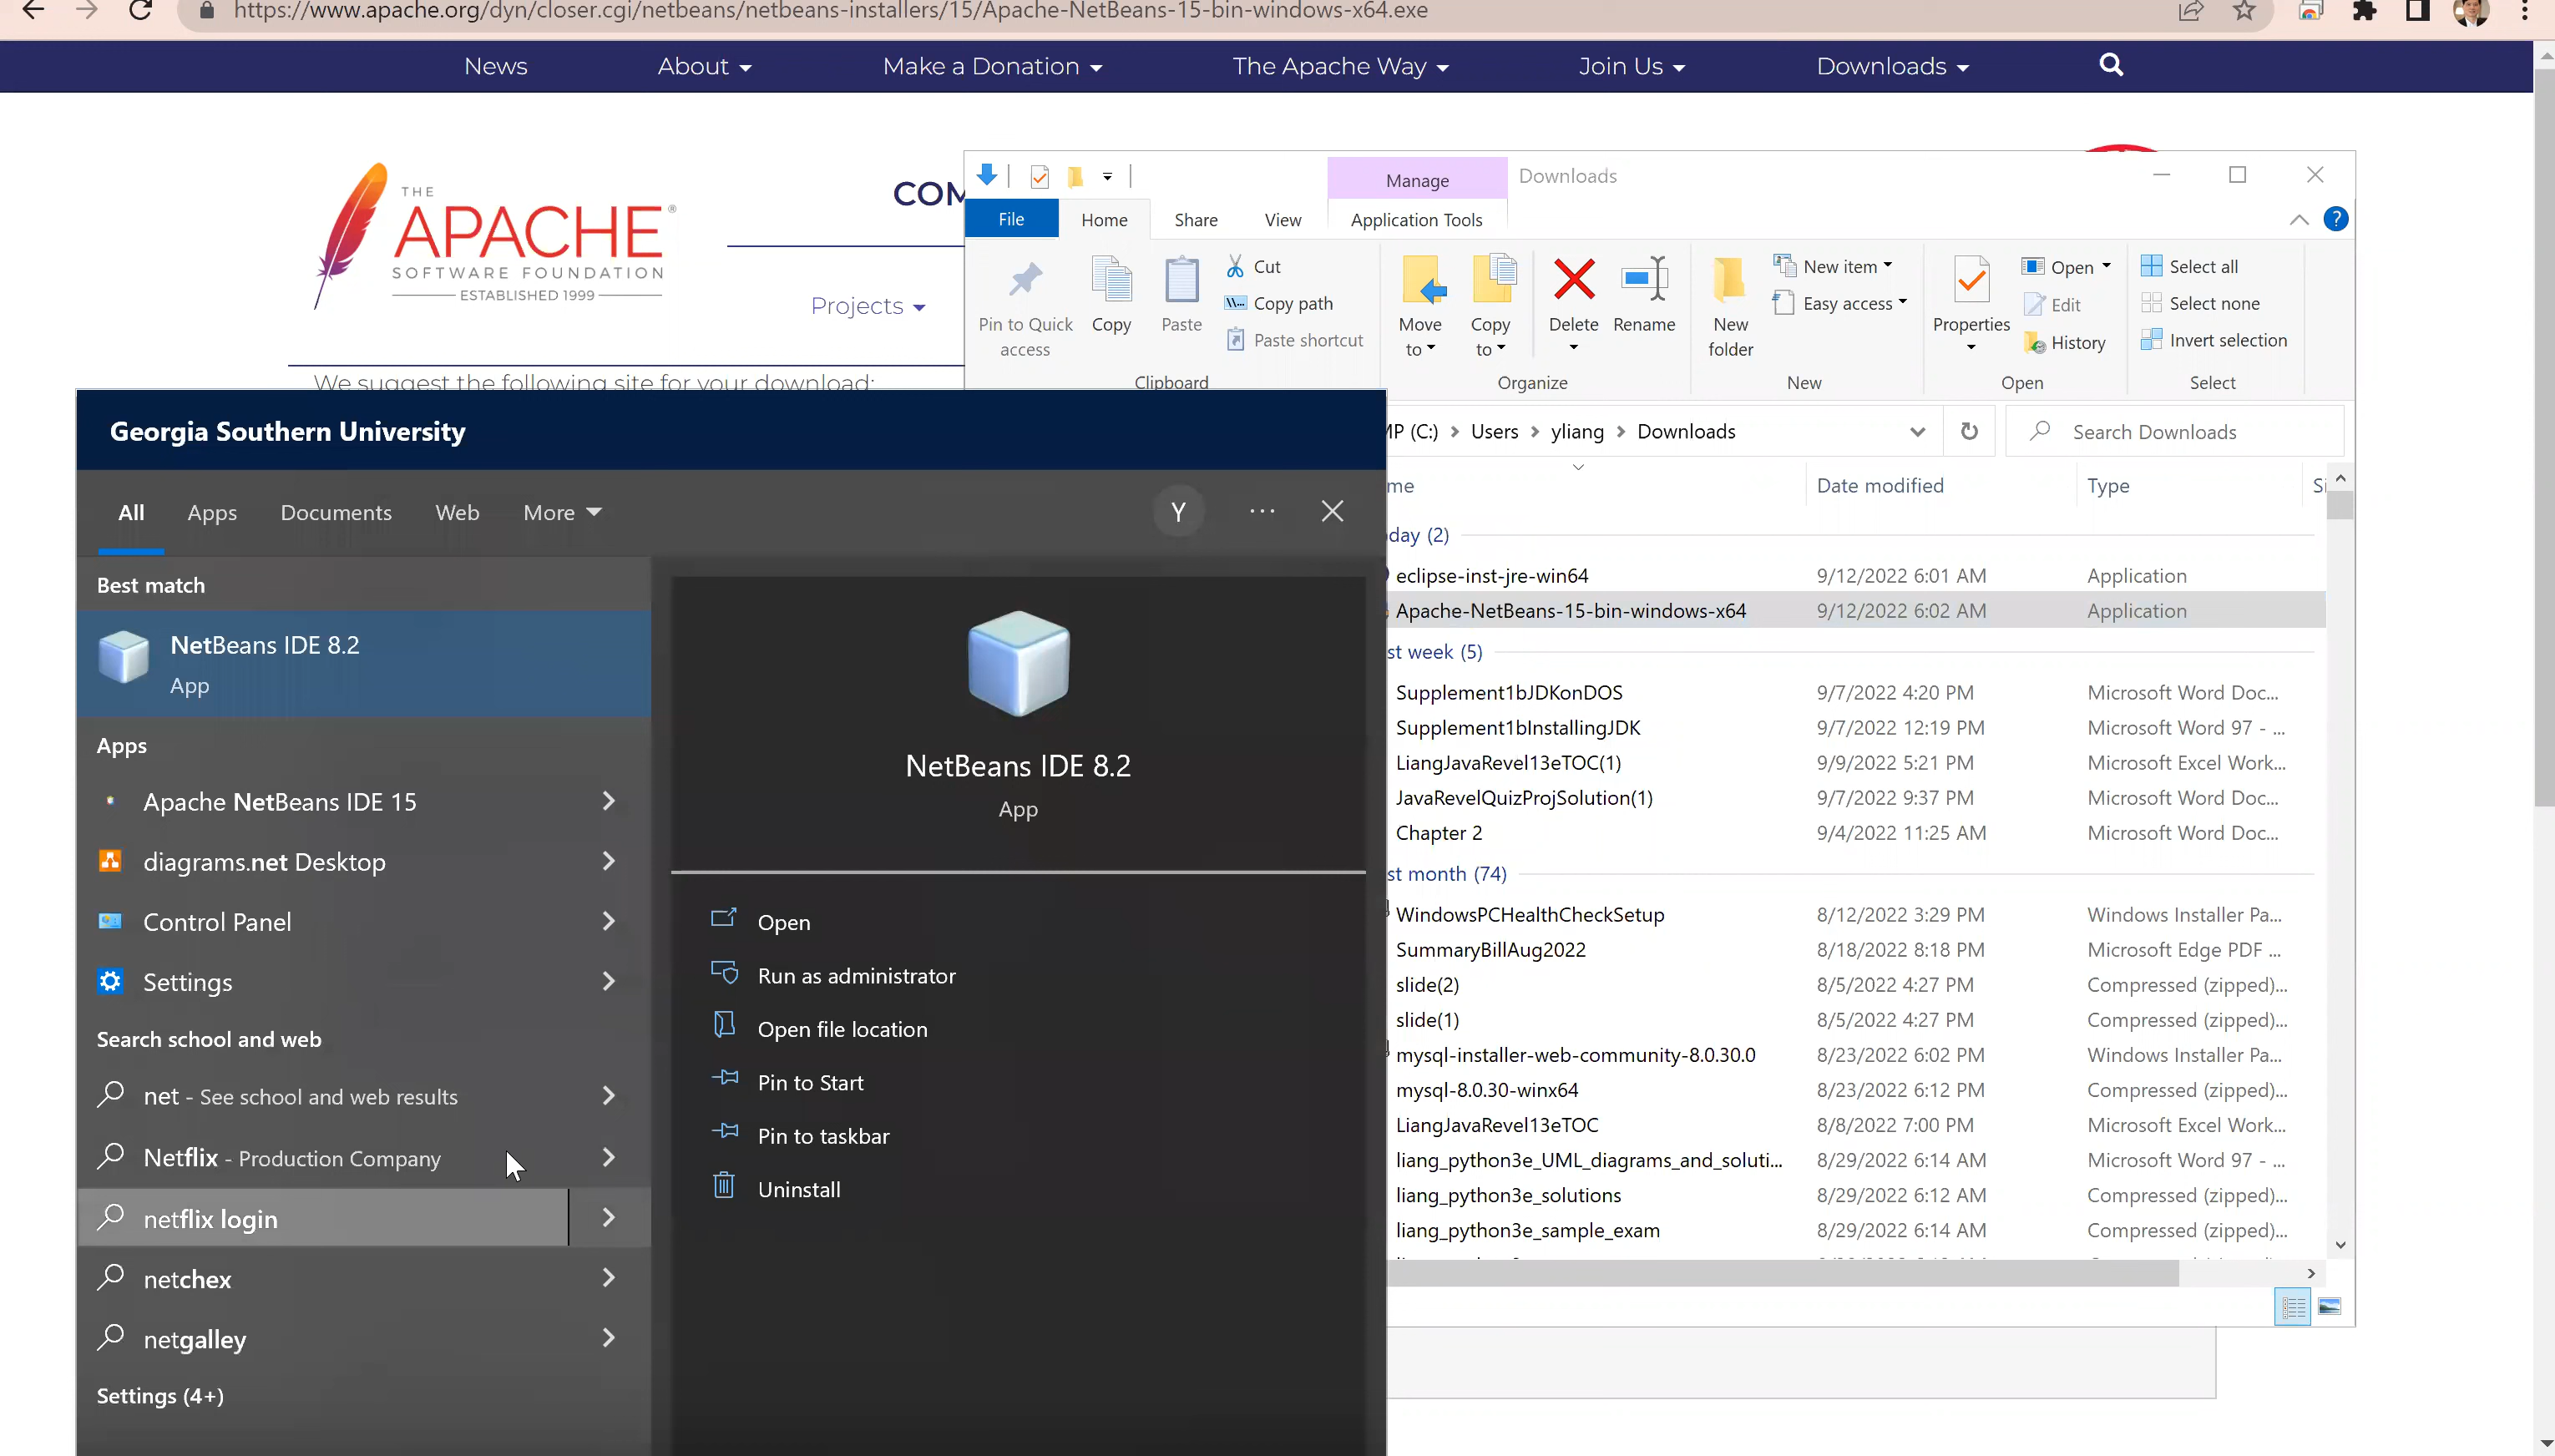 https://www.apache.org/dyn/closer.cgi/netbeans/netbeans-installers/15/Apache-NetBeans-15-bin-windows-x64.exe
News About Make a Donation The Apache Way Join Us Downloads
THE
APACHE®
SOFTWARE FOUNDATION
ESTABLISHED 1999
COM
Projects
We suggest the following site for your download:
Manage Downloads
File Home Share View Application Tools
Pin to Quick access
Copy
Paste
Cut
Copy path
Paste shortcut
Clipboard
Move to
Copy to
Delete
Rename
Organize
New folder
New item
Easy access
New
Properties
Open
Edit
History
Open
Select all
Select none
Invert selection
Select
MP (C:) Users yliang Downloads
Search Downloads
me Date modified Type Si
day (2)
eclipse-inst-jre-win64 9/12/2022 6:01 AM Application
Apache-NetBeans-15-bin-windows-x64 9/12/2022 6:02 AM Application
st week (5)
Supplement1bJDKonDOS 9/7/2022 4:20 PM Microsoft Word Doc...
Supplement1bInstallingJDK 9/7/2022 12:19 PM Microsoft Word 97 - ...
LiangJavaRevel13eTOC(1) 9/9/2022 5:21 PM Microsoft Excel Work...
JavaRevelQuizProjSolution(1) 9/7/2022 9:37 PM Microsoft Word Doc...
Chapter 2 9/4/2022 11:25 AM Microsoft Word Doc...
st month (74)
WindowsPCHealthCheckSetup 8/12/2022 3:29 PM Windows Installer Pa...
SummaryBillAug2022 8/18/2022 8:18 PM Microsoft Edge PDF ...
slide(2) 8/5/2022 4:27 PM Compressed (zipped)...
slide(1) 8/5/2022 4:27 PM Compressed (zipped)...
mysql-installer-web-community-8.0.30.0 8/23/2022 6:02 PM Windows Installer Pa...
mysql-8.0.30-winx64 8/23/2022 6:12 PM Compressed (zipped)...
LiangJavaRevel13eTOC 8/8/2022 7:00 PM Microsoft Excel Work...
liang_python3e_UML_diagrams_and_soluti... 8/29/2022 6:14 AM Microsoft Word 97 - ...
liang_python3e_solutions 8/29/2022 6:12 AM Compressed (zipped)...
liang_python3e_sample_exam 8/29/2022 6:14 AM Compressed (zipped)...
Georgia Southern University
All Apps Documents Web More Y ...
Best match
NetBeans IDE 8.2
App
Apps
Apache NetBeans IDE 15
diagrams.net Desktop
Control Panel
Settings
Search school and web
net - See school and web results
Netflix - Production Company
netflix login
netchex
netgalley
Settings (4+)
NetBeans IDE 8.2
App
Open
Run as administrator
Open file location
Pin to Start
Pin to taskbar
Uninstall